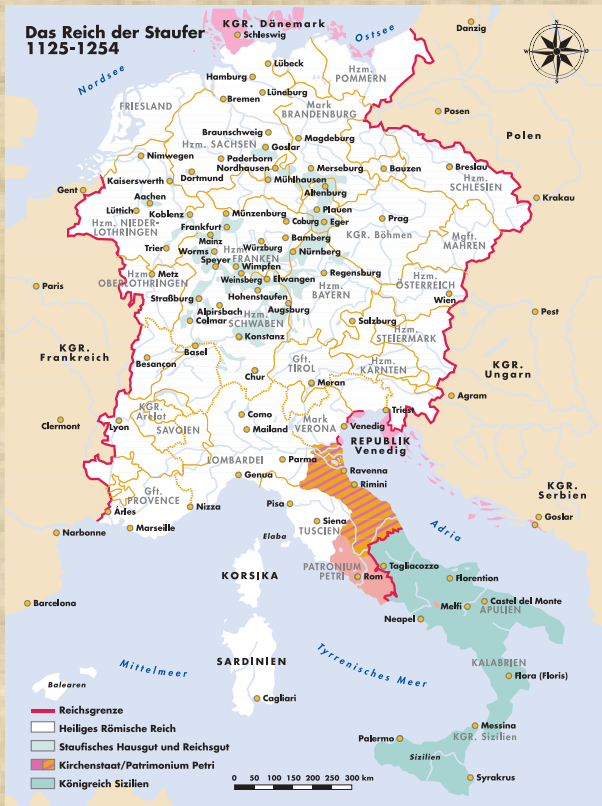 Das Reich der Staufer
1125-1254
KGR. Dänemark
Schleswig
Ostsee
Danzig
Nordsee
Lübeck
Hzm.
POMMERN
Hamburg
Lüneburg
FRIESLAND
Bremen
Mark
BRANDENBURG
Posen
Braunschweig
Magdeburg
Polen
Hzm. SACHSEN
Goslar
Nimwegen
Paderborn
Nordhausen
Merseburg
Bauzen
Breslau
Gent
Kaiserswerth
Dortmund
Mühlhausen
Hzm.
SCHLESIEN
Altenburg
Krakau
Aachen
Lüttich
Koblenz
Münzenburg
Plauen
Coburg
Eger
Prag
Hzm. NIEDER-
LOTHRINGEN
Frankfurt
Mainz
Bamberg
KGR. Böhmen
Mgft.
MÄHREN
Trier
Worms
Hzm.
FRANKEN
Würzburg
Nürnberg
Speyer
Wimpfen
Hzm.
OBERLOTHRINGEN
Metz
Weinsberg
Elwangen
Regensburg
Hzm.
ÖSTERREICH
Paris
Straßburg
Hohenstaufen
Hzm.
BAYERN
Wien
Alpirsbach
Augsburg
Pest
Colmar
Hzm.
SCHWABEN
Salzburg
Hzm.
STEIERMARK
KGR.
Frankreich
Basel
Konstanz
KGR.
Ungarn
Besançon
Gft.
TIROL
Hzm.
KÄRNTEN
Chur
Meran
Agram
KGR.
Arelat
Como
Triest
Clermont
Lyon
SAVOIEN
Mailand
Mark
VERONA
Venedig
REPUBLIK
Venedig
LOMBARDEI
Parma
Genua
Ravenna
Gft.
PROVENCE
Rimini
KGR.
Serbien
Arles
Nizza
Pisa
Goslar
Marseille
Siena
Adria
Narbonne
TUSCIEN
Elaba
PATRONIUM
PETRI
Tagliacozzo
KORSIKA
Rom
Florention
Barcelona
Castel del Monte
Melfi
APULIEN
Neapel
SARDINIEN
Tyrrenisches Meer
Mittelmeer
KALABRIEN
Flora (Floris)
Balearen
Cagliari
Reichsgrenze
Heiliges Römische Reich
Messina
Staufisches Hausgut und Reichsgut
Palermo
KGR. Sizilien
Kirchenstaat/Patrimonium Petri
Sizilien
Königreich Sizilien
Syrakrus
0 50 100 150 200 250 300 km
N
W
O
S